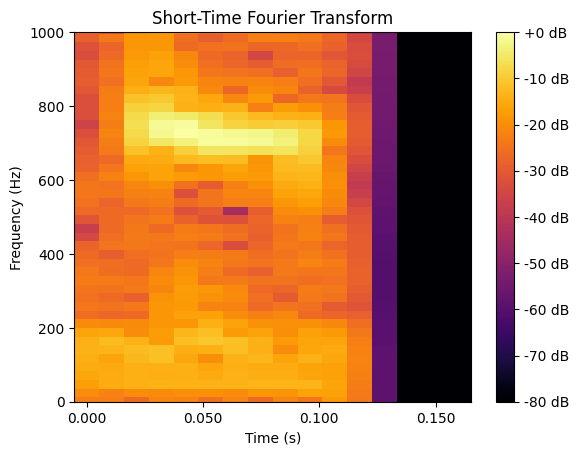 Short-Time Fourier Transform
1000
800
600
400
200
0
Frequency (Hz)
0.000
0.050
0.100
0.150
Time (s)
+0 dB
-10 dB
-20 dB
-30 dB
-40 dB
-50 dB
-60 dB
-70 dB
-80 dB